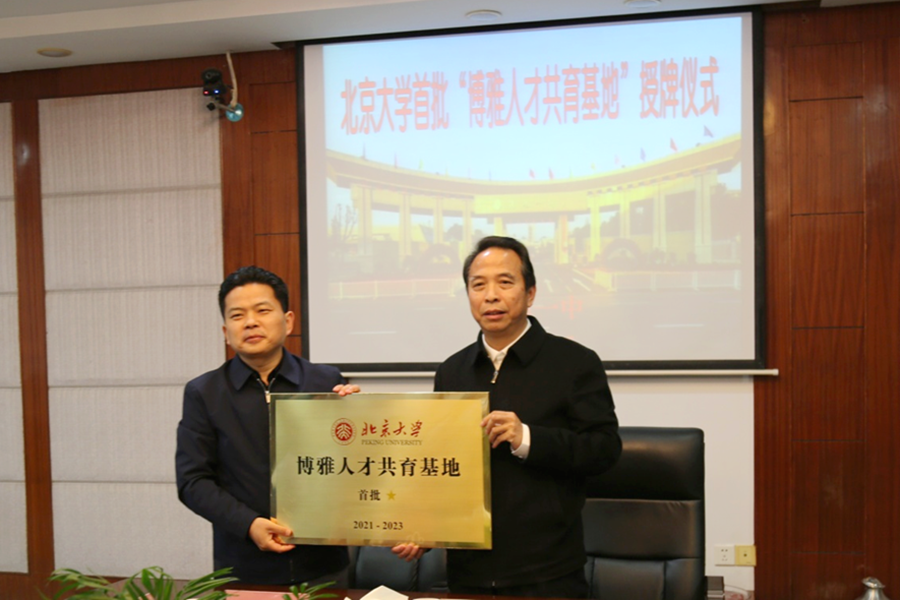 北京大学首批“博雅人才共育基地”授牌仪式
北京大学
PEKING UNIVERSITY
博雅人才共育基地
首批
2021 - 2023